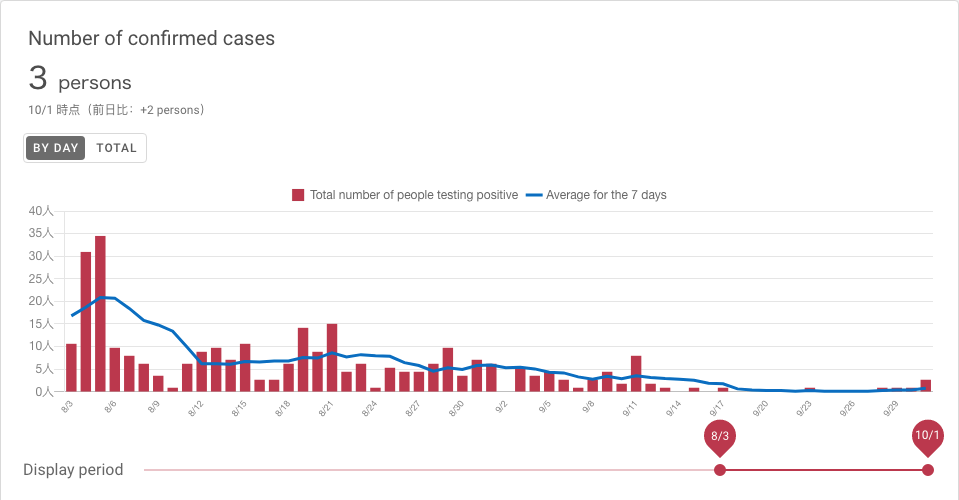 Number of confirmed cases
3 persons
10/1 時点（前日比：+2 persons）
BY DAY TOTAL
Total number of people testing positive Average for the 7 days
40人
35人
30人
25人
20人
15人
10人
5人
0人
8/3 8/6 8/9 8/12 8/15 8/18 8/21 8/24 8/27 8/30 9/2 9/5 9/8 9/11 9/14 9/17 9/20 9/23 9/26 9/29
8/3 10/1
Display period